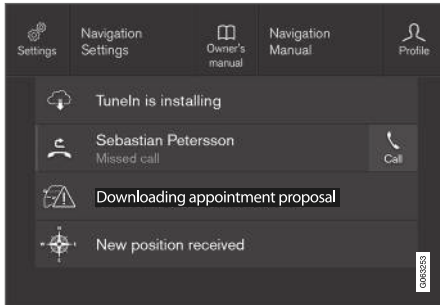 Settings
Navigation
Settings
Owner's
manual
Navigation
Manual
Profile
TuneIn is installing
Sebastian Petersson
Missed call
Call
Downloading appointment proposal
New position received
G063253